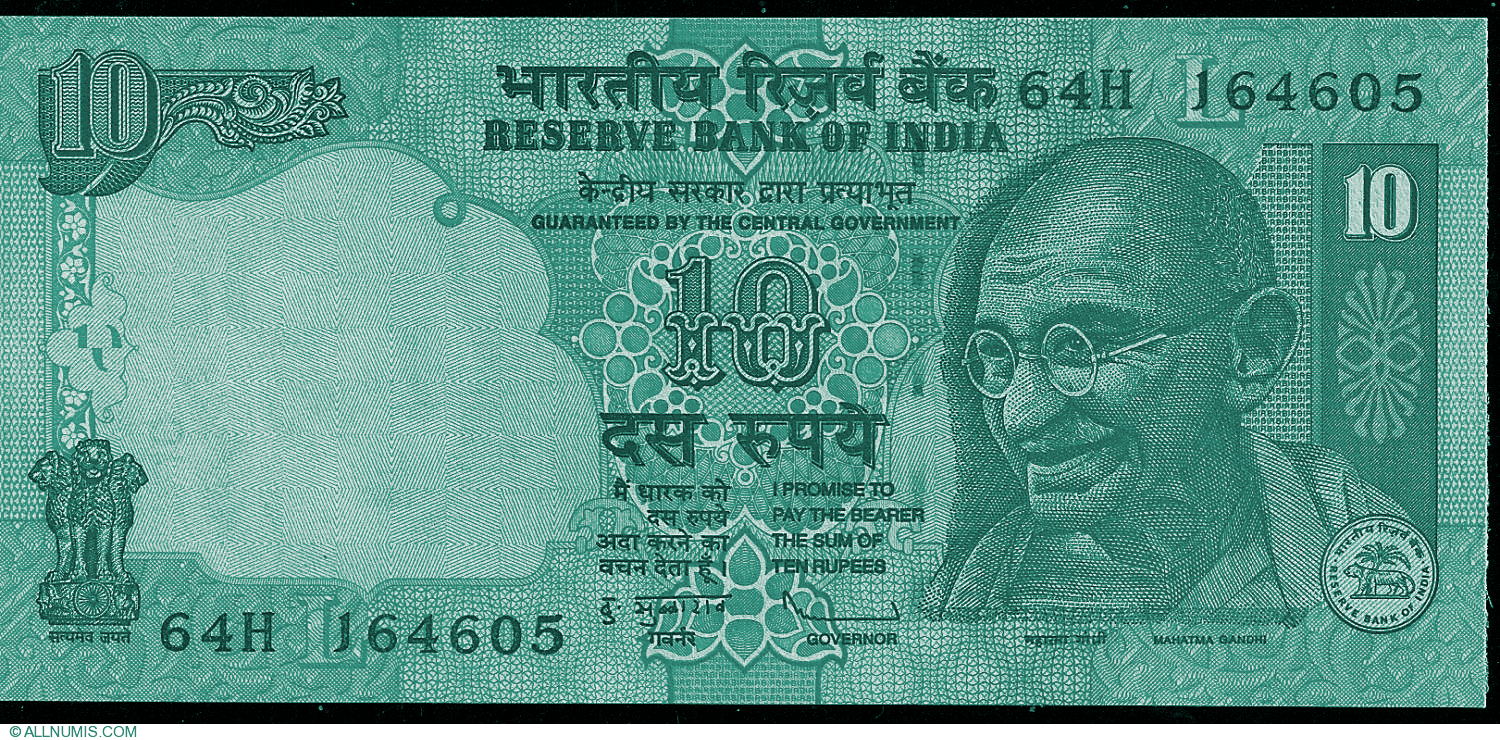 10
भारतीय रिज़र्व बैंक
RESERVE BANK OF INDIA
64H J64605
L
केन्द्रीय सरकार द्वारा प्रत्याभूत
GUARANTEED BY THE CENTRAL GOVERNMENT
10
10
दस रुपये
मैं धारक को
दस रुपये
अदा करने का
वचन देता हूँ ।
I PROMISE TO
PAY THE BEARER
THE SUM OF
TEN RUPEES
गवर्नर
GOVERNOR
सत्यमेव जयते
64H J64605
L
महात्मा गांधी
MAHATMA GANDHI
भारतीय रिज़र्व बैंक
RESERVE BANK OF INDIA
© ALLNUMIS.COM